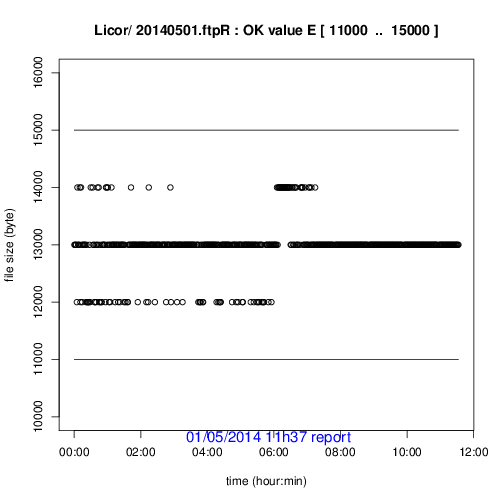 Licor/ 20140501.ftpR : OK value E [ 11000 .. 15000 ]
file size (byte)
16000
15000
14000
13000
12000
11000
10000
01/05/2014 11h37 report
00:00 02:00 04:00 06:00 08:00 10:00 12:00
time (hour:min)